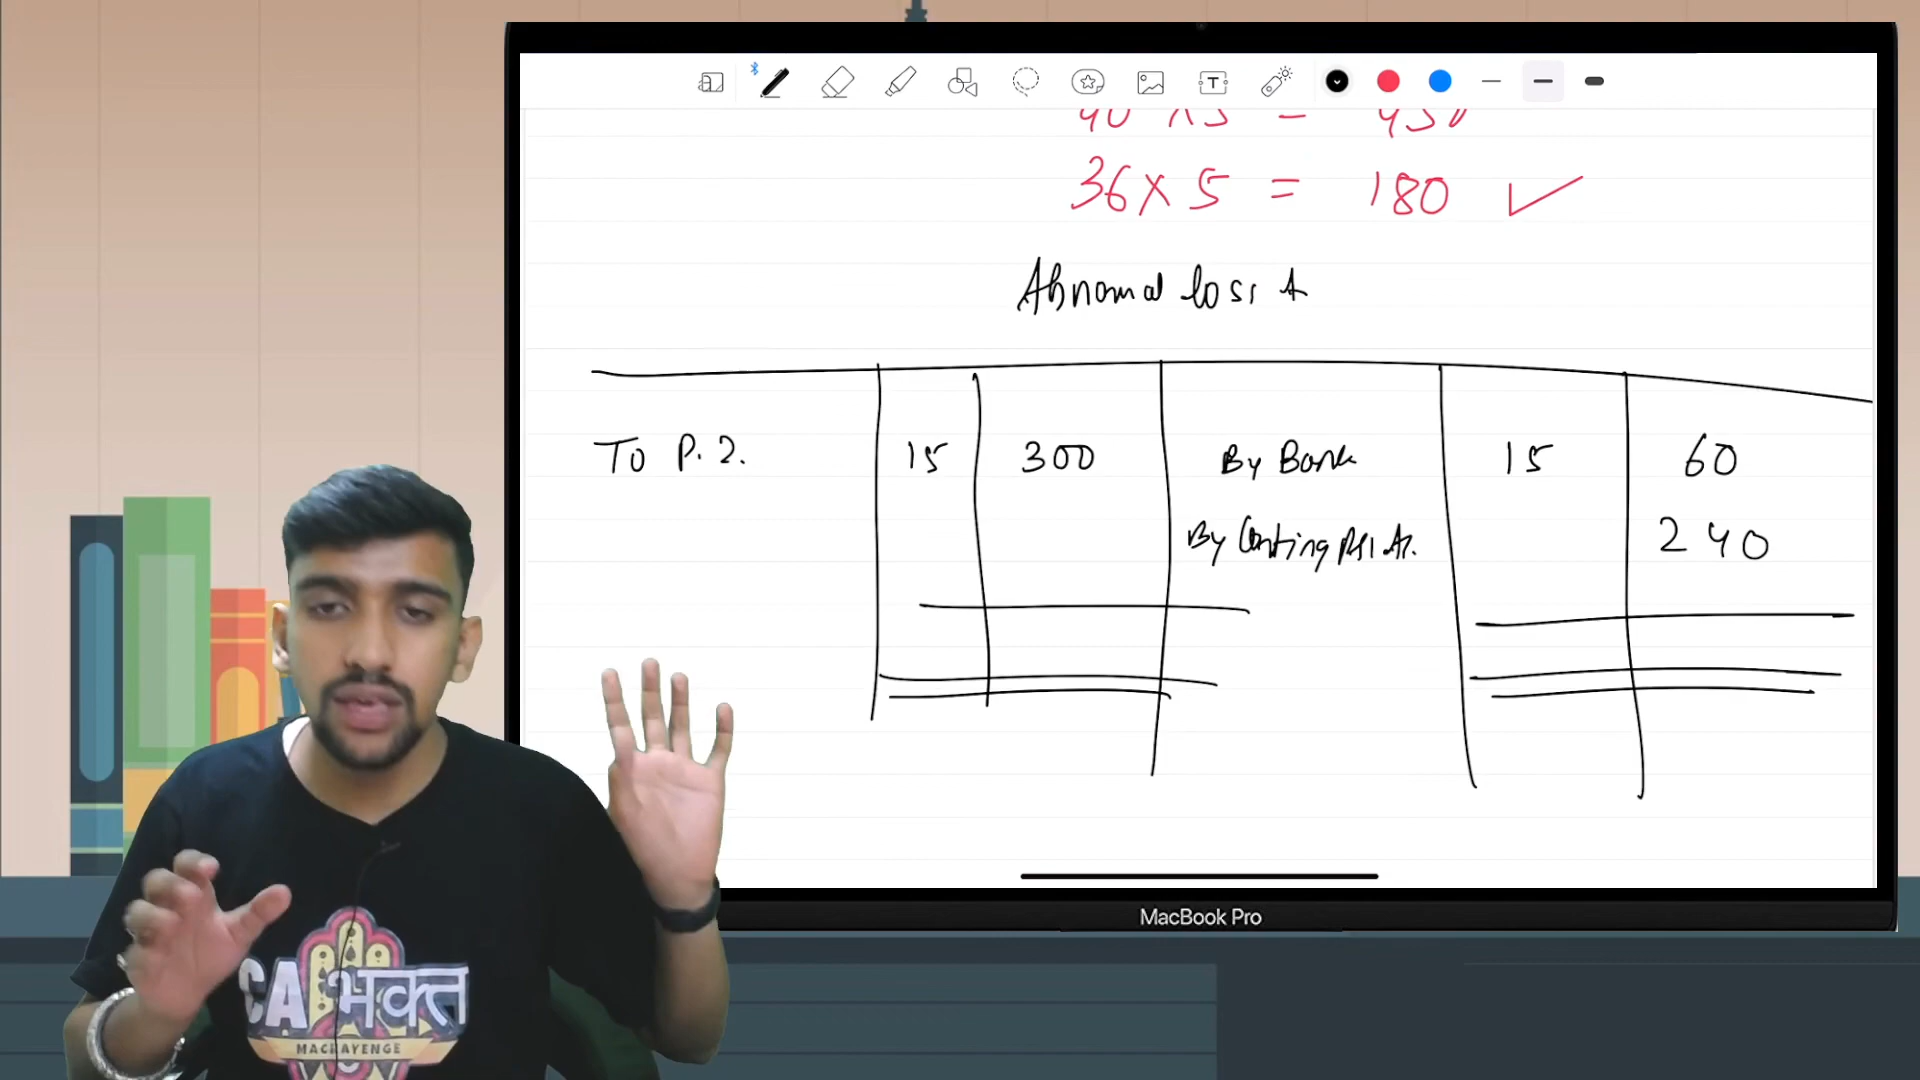 36 × 5 = 180 ✓
Abnormal loss A
To P. 2. 15 300 By Bank 15 60
By Costing P&L Ac. 240
MacBook Pro
CA भक्त
MACHAYENGE